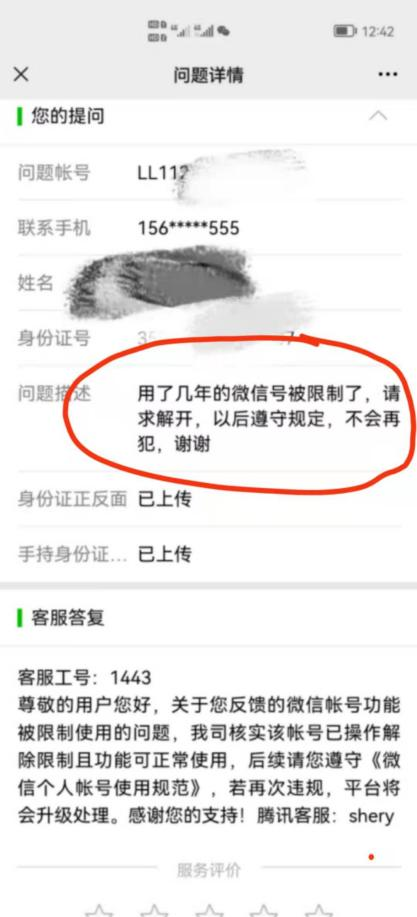 12:42
问题详情
您的提问
问题帐号 LL112
联系手机 156*****555
姓名
身份证号 3
问题描述 用了几年的微信号被限制了，请
求解开，以后遵守规定，不会再
犯，谢谢
身份证正反面 已上传
手持身份证... 已上传
客服答复
客服工号：1443
尊敬的用户您好，关于您反馈的微信帐号功能
被限制使用的问题，我司核实该帐号已操作解
除限制且功能可正常使用，后续请您遵守《微
信个人帐号使用规范》，若再次违规，平台将
会升级处理。感谢您的支持！腾讯客服：shery
服务评价